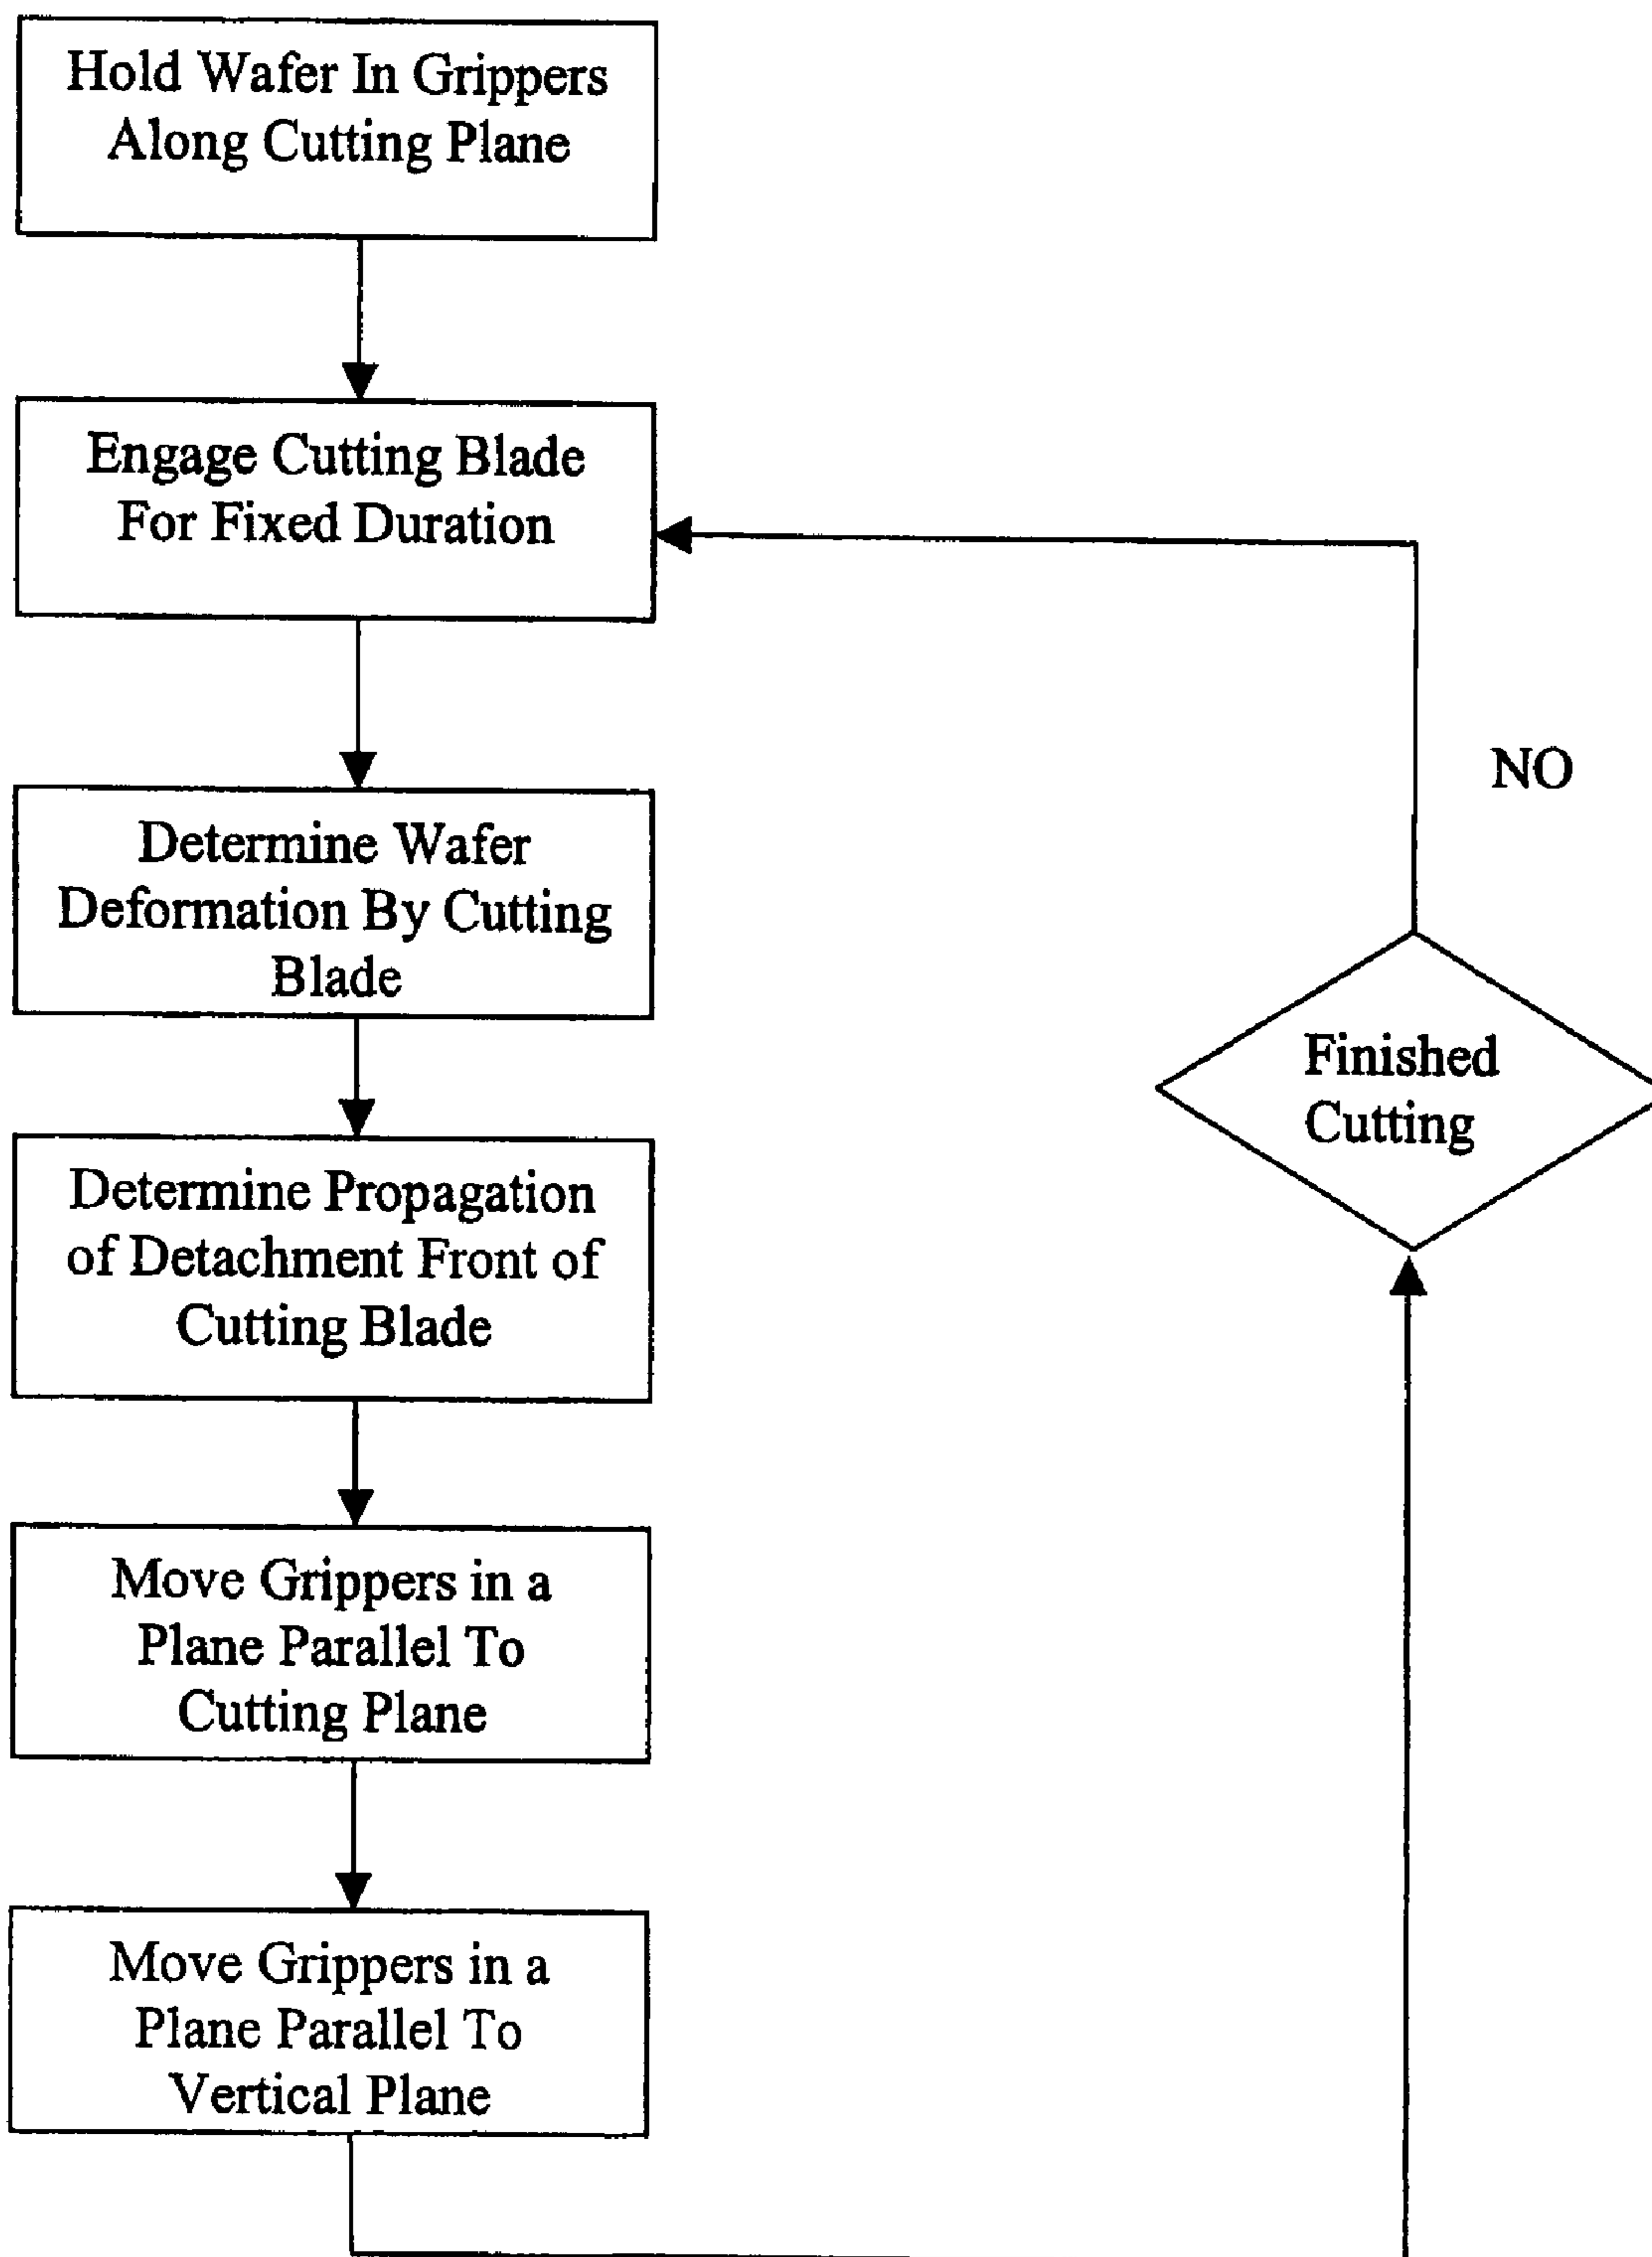 Hold Wafer In Grippers
Along Cutting Plane
Engage Cutting Blade
For Fixed Duration
Determine Wafer
Deformation By Cutting
Blade
Determine Propagation
of Detachment Front of
Cutting Blade
Move Grippers in a
Plane Parallel To
Cutting Plane
Move Grippers in a
Plane Parallel To
Vertical Plane
Finished
Cutting
NO